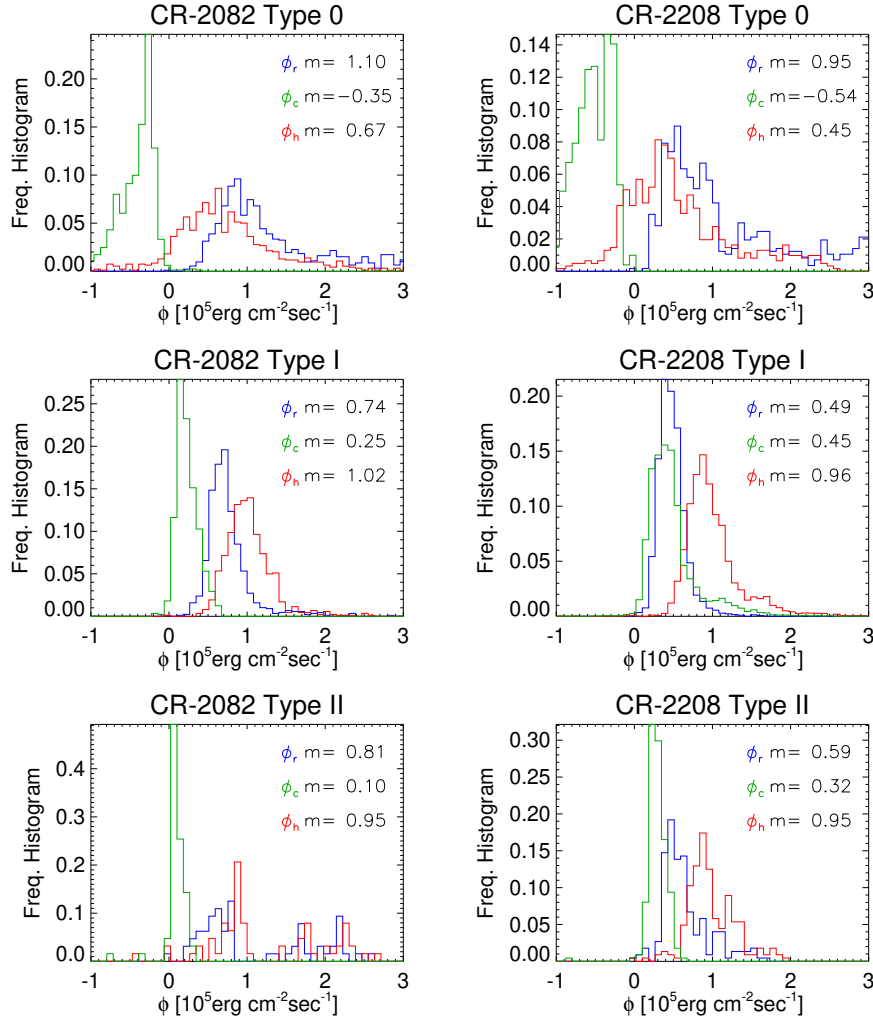 CR-2082 Type 0
Freq. Histogram
0.20
0.15
0.10
0.05
0.00
ϕr m= 1.10
ϕc m=−0.35
ϕh m= 0.67
-1 0 1 2 3
ϕ [10⁵erg cm⁻²sec⁻¹]
CR-2208 Type 0
Freq. Histogram
0.14
0.12
0.10
0.08
0.06
0.04
0.02
0.00
ϕr m= 0.95
ϕc m=−0.54
ϕh m= 0.45
-1 0 1 2 3
ϕ [10⁵erg cm⁻²sec⁻¹]
CR-2082 Type I
Freq. Histogram
0.25
0.20
0.15
0.10
0.05
0.00
ϕr m= 0.74
ϕc m= 0.25
ϕh m= 1.02
-1 0 1 2 3
ϕ [10⁵erg cm⁻²sec⁻¹]
CR-2208 Type I
Freq. Histogram
0.20
0.15
0.10
0.05
0.00
ϕr m= 0.49
ϕc m= 0.45
ϕh m= 0.96
-1 0 1 2 3
ϕ [10⁵erg cm⁻²sec⁻¹]
CR-2082 Type II
Freq. Histogram
0.4
0.3
0.2
0.1
0.0
ϕr m= 0.81
ϕc m= 0.10
ϕh m= 0.95
-1 0 1 2 3
ϕ [10⁵erg cm⁻²sec⁻¹]
CR-2208 Type II
Freq. Histogram
0.30
0.25
0.20
0.15
0.10
0.05
0.00
ϕr m= 0.59
ϕc m= 0.32
ϕh m= 0.95
-1 0 1 2 3
ϕ [10⁵erg cm⁻²sec⁻¹]